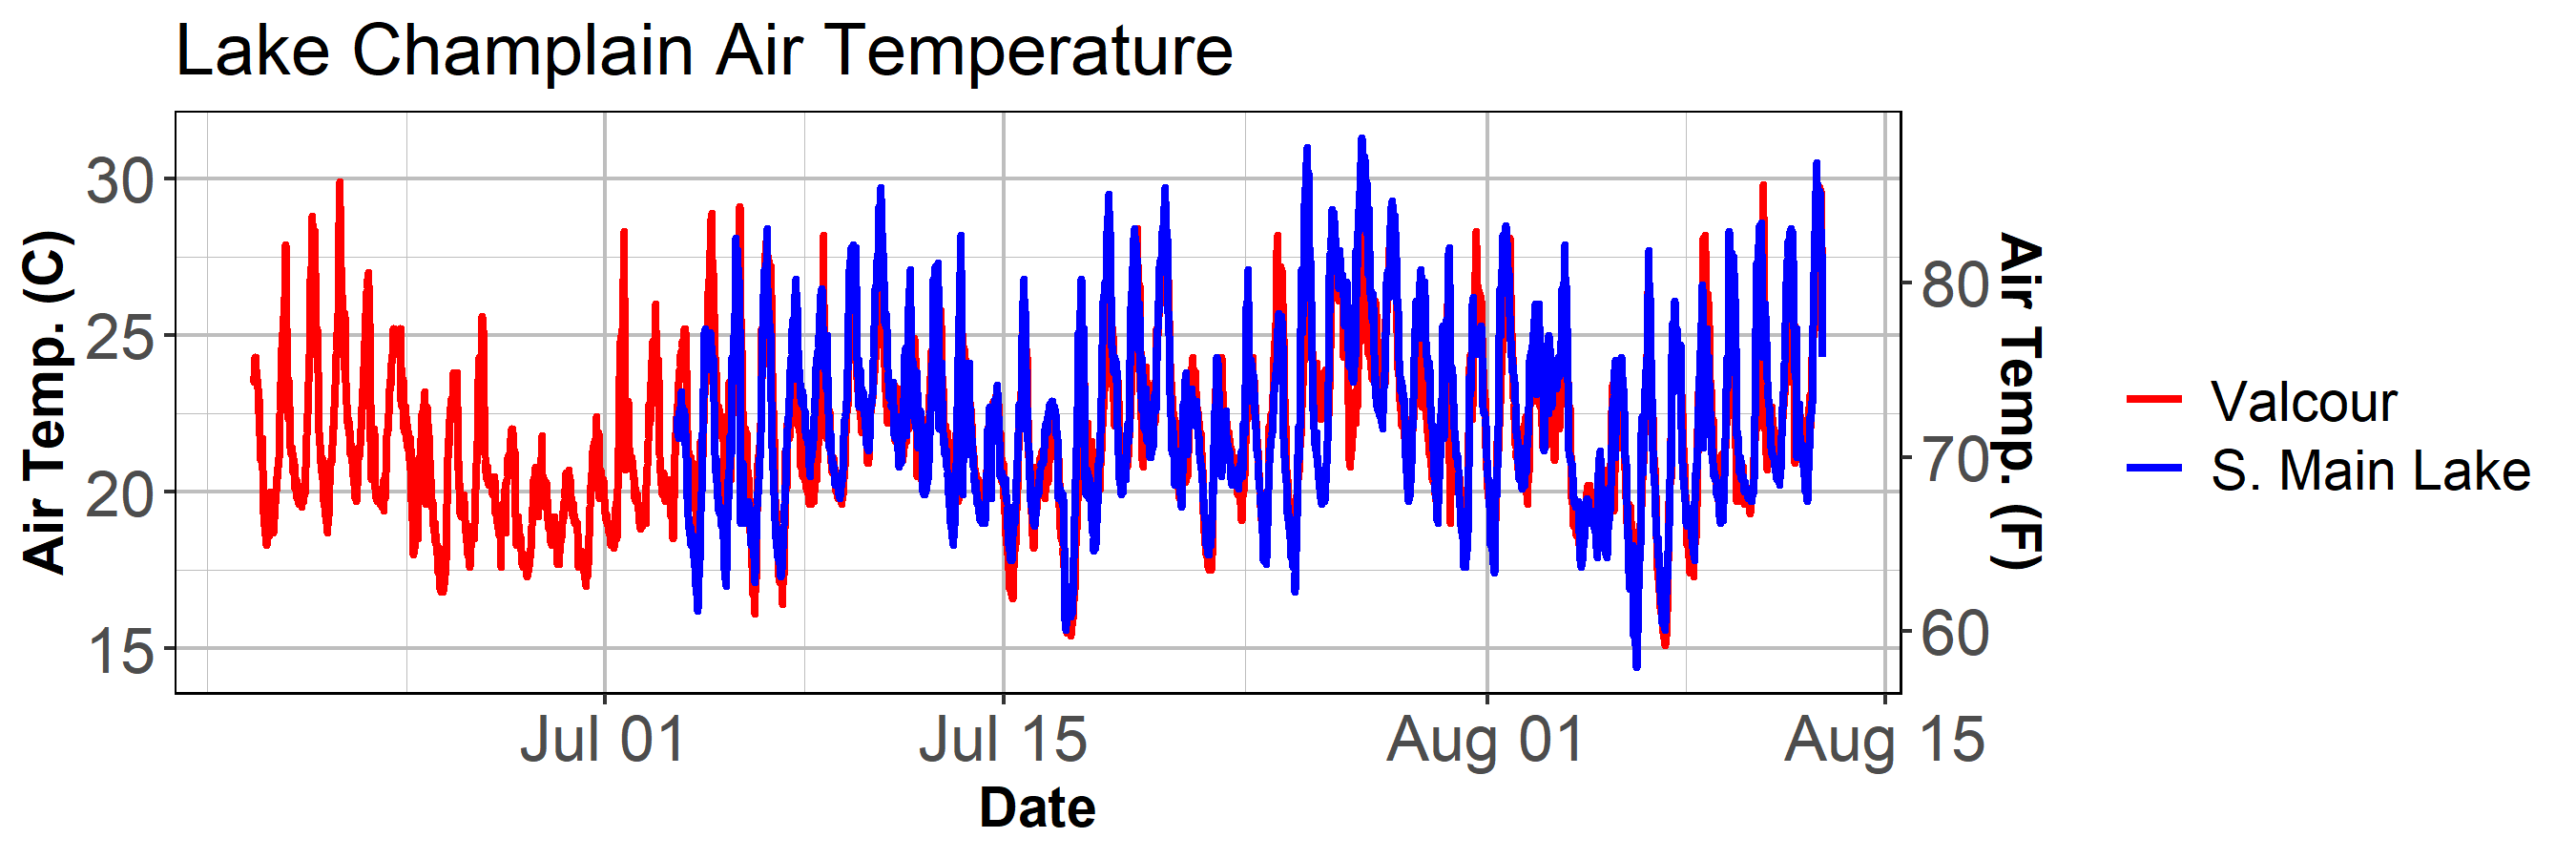 Lake Champlain Air Temperature
Air Temp. (C)
30
25
20
15
80
70
60
Air Temp. (F)
Jul 01
Jul 15
Aug 01
Aug 15
Date
Valcour
S. Main Lake